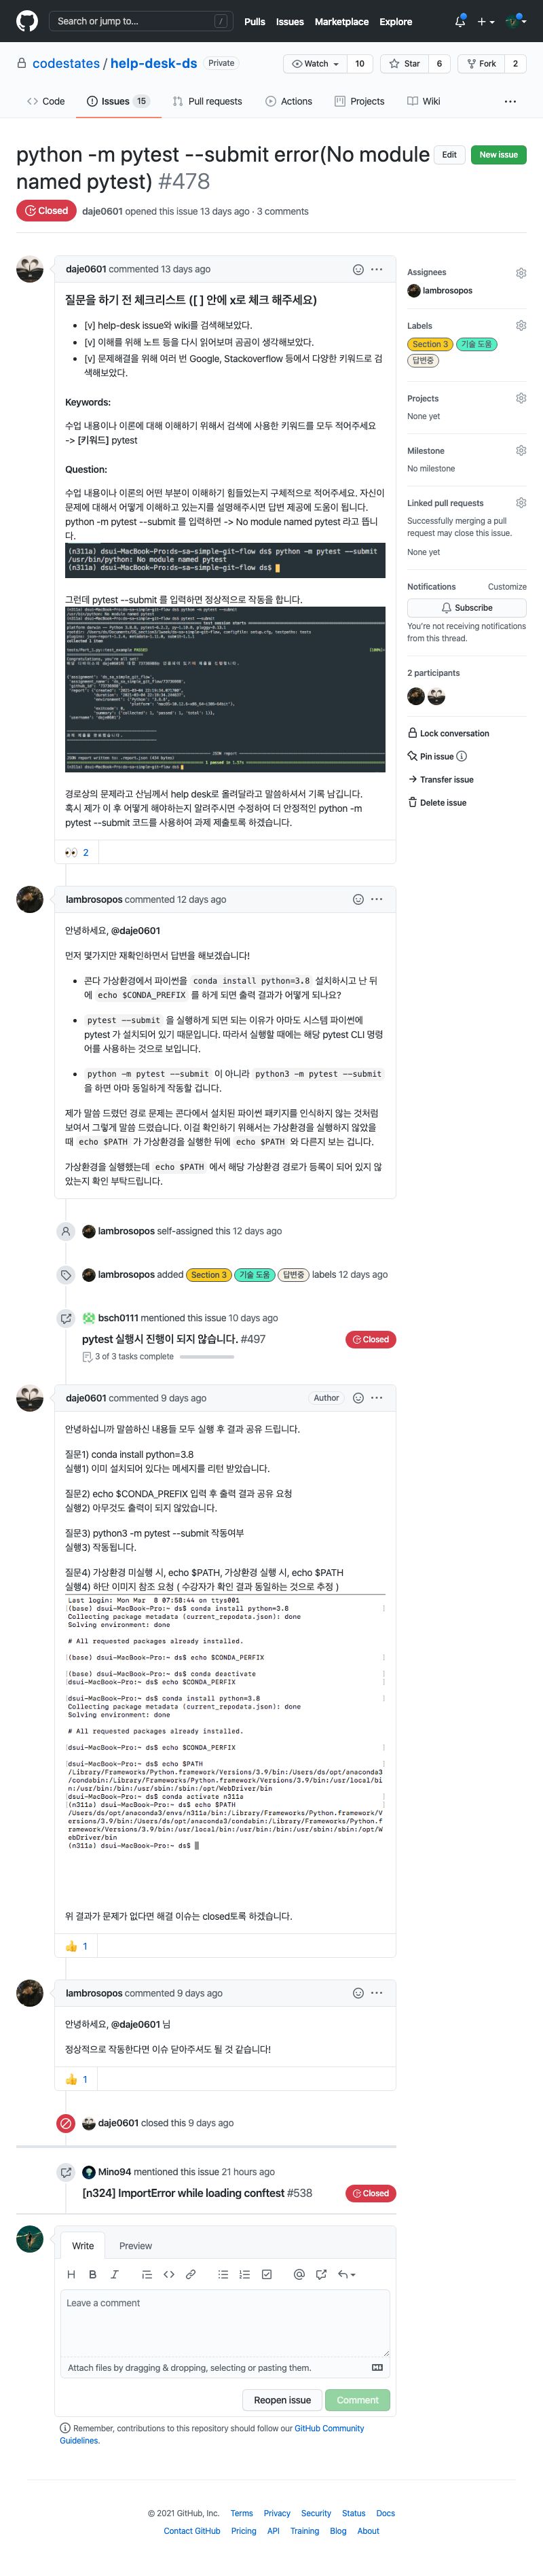 Search or jump to... /
Pulls Issues Marketplace Explore
codestates / help-desk-ds Private
Watch 10 Star 6 Fork 2
Code Issues 15 Pull requests Actions Projects Wiki ...
python -m pytest --submit error(No module
named pytest) #478
Edit New issue
Closed daje0601 opened this issue 13 days ago · 3 comments
daje0601 commented 13 days ago
질문을 하기 전 체크리스트 ([ ] 안에 x로 체크 해주세요)
• [v] help-desk issue와 wiki를 검색해보았다.
• [v] 이해를 위해 노트 등을 다시 읽어보며 곰곰이 생각해보았다.
• [v] 문제해결을 위해 여러 번 Google, Stackoverflow 등에서 다양한 키워드로 검
색해보았다.
Keywords:
수업 내용이나 이론에 대해 이해하기 위해서 검색에 사용한 키워드를 모두 적어주세요
-> [키워드] pytest
Question:
수업 내용이나 이론의 어떤 부분이 이해하기 힘들었는지 구체적으로 적어주세요. 자신이
문제에 대해서 어떻게 이해하고 있는지를 설명해주시면 답변 제공에 도움이 됩니다.
python -m pytest --submit 를 입력하면 -> No module named pytest 라고 뜹니
다.
(n311a) dsui-MacBook-Pro:ds-sa-simple-git-flow ds$ python -m pytest --submit
/usr/bin/python: No module named pytest
(n311a) dsui-MacBook-Pro:ds-sa-simple-git-flow ds$
그런데 pytest --submit 를 입력하면 정상적으로 작동을 합니다.
경로상의 문제라고 산님께서 help desk로 올려달라고 말씀하셔서 기록 남깁니다.
혹시 제가 이 후 어떻게 해야하는지 알려주시면 수정하여 더 안정적인 python -m
pytest --submit 코드를 사용하여 과제 제출토록 하겠습니다.
👀 2
Assignees
lambrosopos
Labels
Section 3 기술 도움
답변중
Projects
None yet
Milestone
No milestone
Linked pull requests
Successfully merging a pull
request may close this issue.
None yet
Notifications Customize
Subscribe
You're not receiving notifications
from this thread.
2 participants
Lock conversation
Pin issue
Transfer issue
Delete issue
lambrosopos commented 12 days ago
안녕하세요, @daje0601
먼저 몇가지만 재확인하면서 답변을 해보겠습니다!
• 콘다 가상환경에서 파이썬을 conda install python=3.8 설치하시고 난 뒤
에 echo $CONDA_PREFIX 를 하게 되면 출력 결과가 어떻게 되나요?
• pytest --submit 을 실행하게 되면 되는 이유가 아마도 시스템 파이썬에
pytest 가 설치되어 있기 때문입니다. 따라서 실행할 때에는 해당 pytest CLI 명령
어를 사용하는 것으로 보입니다.
• python -m pytest --submit 이 아니라 python3 -m pytest --submit
을 하면 아마 동일하게 작동할 겁니다.
제가 말씀 드렸던 경로 문제는 콘다에서 설치된 파이썬 패키지를 인식하지 않는 것처럼
보여서 그렇게 말씀 드렸습니다. 이걸 확인하기 위해서는 가상환경을 실행하지 않았을
때 echo $PATH 가 가상환경을 실행한 뒤에 echo $PATH 와 다른지 보는 겁니다.
가상환경을 실행했는데 echo $PATH 에서 해당 가상환경 경로가 등록이 되어 있지 않
았는지 확인 부탁드립니다.
lambrosopos self-assigned this 12 days ago
lambrosopos added Section 3 기술 도움 답변중 labels 12 days ago
bsch0111 mentioned this issue 10 days ago
pytest 실행시 진행이 되지 않습니다. #497 Closed
3 of 3 tasks complete
daje0601 commented 9 days ago Author
안녕하십니까 말씀하신 내용들 모두 실행 후 결과 공유 드립니다.
질문1) conda install python=3.8
실행1) 이미 설치되어 있다는 메세지를 리턴 받았습니다.
질문2) echo $CONDA_PREFIX 입력 후 출력 결과 공유 요청
실행2) 아무것도 출력이 되지 않았습니다.
질문3) python3 -m pytest --submit 작동여부
실행3) 작동됩니다.
질문4) 가상환경 미실행 시, echo $PATH, 가상환경 실행 시, echo $PATH
실행4) 하단 이미지 참조 요청 ( 수강자가 확인 결과 동일하는 것으로 추정 )
Last login: Mon Mar 8 07:58:44 on ttys001
(base) dsui-MacBook-Pro:~ ds$ conda install python=3.8
Collecting package metadata (current_repodata.json): done
Solving environment: done
# All requested packages already installed.
(base) dsui-MacBook-Pro:~ ds$ echo $CONDA_PERFIX
(base) dsui-MacBook-Pro:~ ds$ conda deactivate
dsui-MacBook-Pro:~ ds$ echo $CONDA_PERFIX
dsui-MacBook-Pro:~ ds$ conda install python=3.8
Collecting package metadata (current_repodata.json): done
Solving environment: done
# All requested packages already installed.
dsui-MacBook-Pro:~ ds$ echo $CONDA_PERFIX
dsui-MacBook-Pro:~ ds$ echo $PATH
/Library/Frameworks/Python.framework/Versions/3.9/bin:/Users/ds/opt/anaconda3
/condabin:/Library/Frameworks/Python.framework/Versions/3.9/bin:/usr/local/bi
n:/usr/bin:/bin:/usr/sbin:/sbin:/opt/WebDriver/bin
dsui-MacBook-Pro:~ ds$ conda activate n311a
(n311a) dsui-MacBook-Pro:~ ds$ echo $PATH
/Users/ds/opt/anaconda3/envs/n311a/bin:/Library/Frameworks/Python.framework/V
ersions/3.9/bin:/Users/ds/opt/anaconda3/condabin:/Library/Frameworks/Python.f
ramework/Versions/3.9/bin:/usr/local/bin:/usr/bin:/bin:/usr/sbin:/sbin:/opt/W
ebDriver/bin
(n311a) dsui-MacBook-Pro:~ ds$
위 결과가 문제가 없다면 해결 이슈는 closed토록 하겠습니다.
👍 1
lambrosopos commented 9 days ago
안녕하세요, @daje0601 님
정상적으로 작동한다면 이슈 닫아주셔도 될 것 같습니다!
👍 1
daje0601 closed this 9 days ago
Mino94 mentioned this issue 21 hours ago
[n324] ImportError while loading conftest #538 Closed
Write Preview
Leave a comment
Attach files by dragging & dropping, selecting or pasting them.
Reopen issue Comment
Remember, contributions to this repository should follow our GitHub Community
Guidelines.
© 2021 GitHub, Inc. Terms Privacy Security Status Docs
Contact GitHub Pricing API Training Blog About